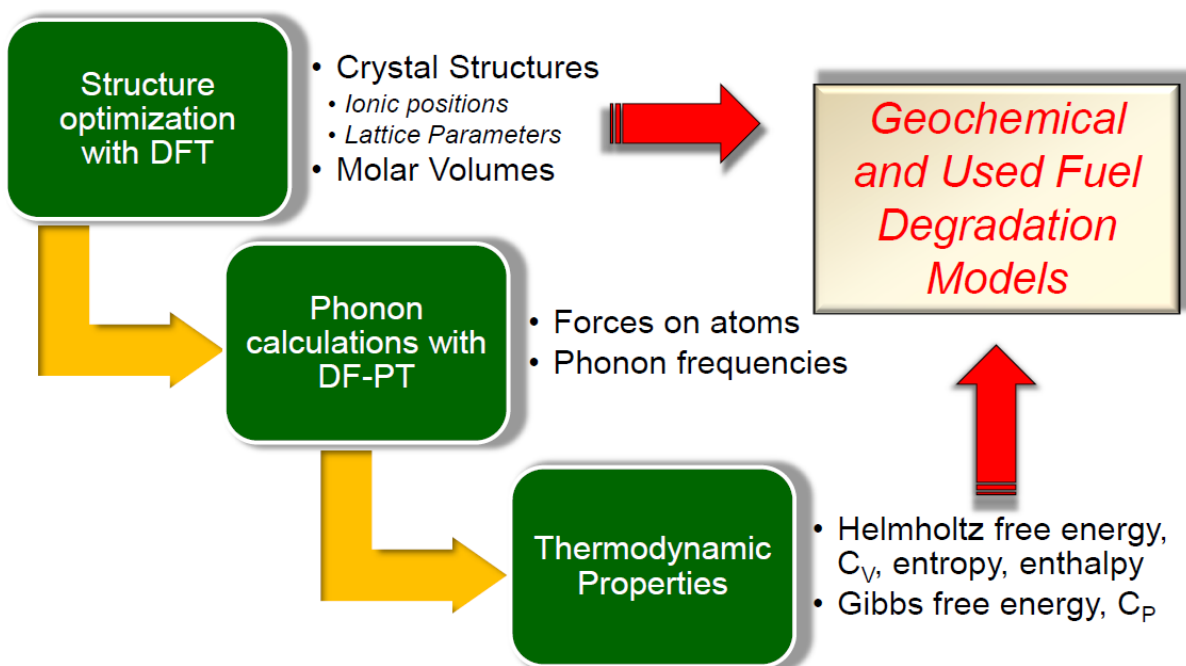 Structure
optimization
with DFT
• Crystal Structures
• Ionic positions
• Lattice Parameters
• Molar Volumes
Geochemical
and Used Fuel
Degradation
Models
Phonon
calculations with
DF-PT
• Forces on atoms
• Phonon frequencies
Thermodynamic
Properties
• Helmholtz free energy,
C_V, entropy, enthalpy
• Gibbs free energy, C_P